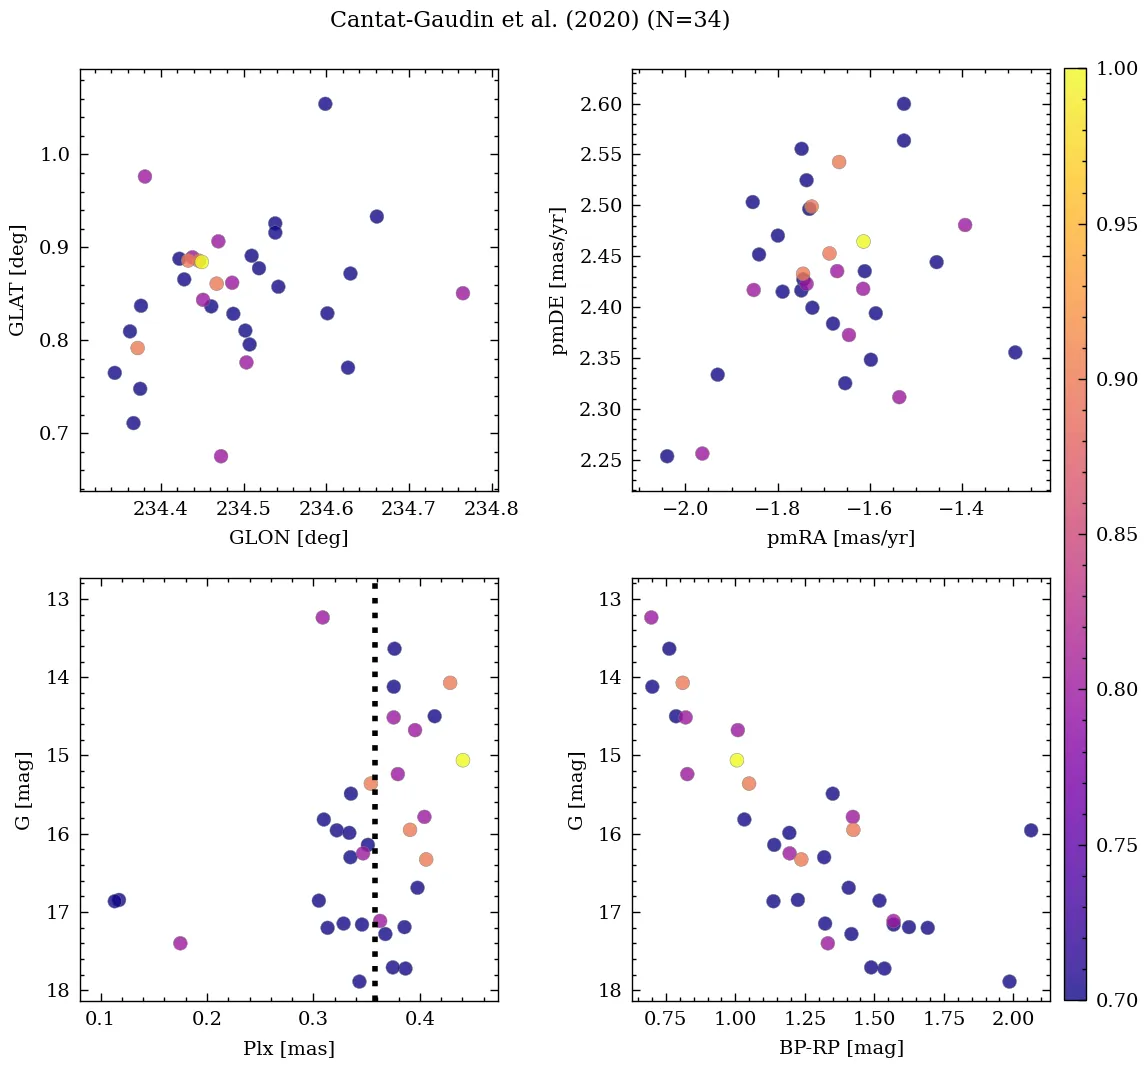 Cantat-Gaudin et al. (2020) (N=34)
1.0
0.9
0.8
0.7
GLAT [deg]
234.4 234.5 234.6 234.7 234.8
GLON [deg]
2.60
2.55
2.50
2.45
2.40
2.35
2.30
2.25
pmDE [mas/yr]
−2.0 −1.8 −1.6 −1.4
pmRA [mas/yr]
13
14
15
16
17
18
G [mag]
0.1 0.2 0.3 0.4
Plx [mas]
13
14
15
16
17
18
G [mag]
0.75 1.00 1.25 1.50 1.75 2.00
BP-RP [mag]
1.00
0.95
0.90
0.85
0.80
0.75
0.70